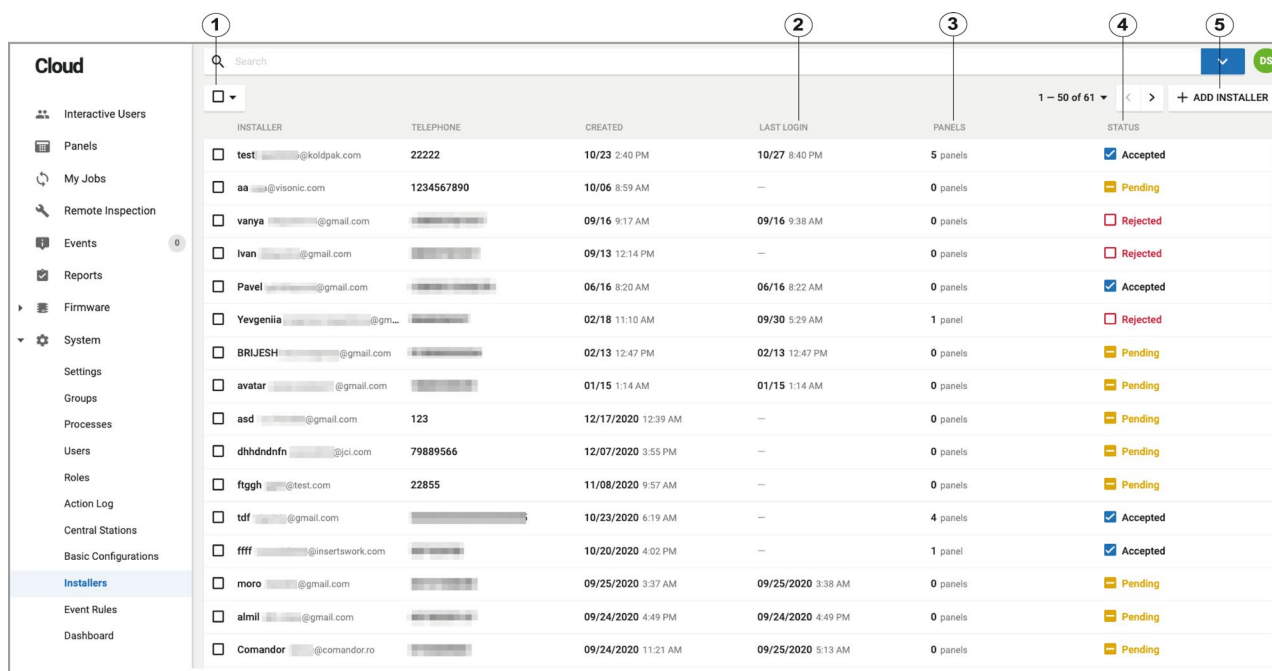 1 2 3 4 5
Cloud
Search
DS
1 – 50 of 61
+ ADD INSTALLER
Interactive Users
Panels
My Jobs
Remote Inspection
Events 0
Reports
Firmware
System
Settings
Groups
Processes
Users
Roles
Action Log
Central Stations
Basic Configurations
Installers
Event Rules
Dashboard
INSTALLER TELEPHONE CREATED LAST LOGIN PANELS STATUS
test @koldpak.com 22222 10/23 2:40 PM 10/27 8:40 PM 5 panels Accepted
aa @visonic.com 1234567890 10/06 8:59 AM — 0 panels Pending
vanya @gmail.com 09/16 9:17 AM 09/16 9:38 AM 0 panels Rejected
Ivan @gmail.com 09/13 12:14 PM — 0 panels Rejected
Pavel @gmail.com 06/16 8:20 AM 06/16 8:22 AM 0 panels Accepted
Yevgeniia @gm... 02/18 11:10 AM 09/30 5:29 AM 1 panel Rejected
BRIJESH @gmail.com 02/13 12:47 PM 02/13 12:47 PM 0 panels Pending
avatar @gmail.com 01/15 1:14 AM 01/15 1:14 AM 0 panels Pending
asd @gmail.com 123 12/17/2020 12:39 AM — 0 panels Pending
dhhdndnfn @jci.com 79889566 12/07/2020 3:55 PM — 0 panels Pending
ftggh @test.com 22855 11/08/2020 9:57 AM — 0 panels Pending
tdf @gmail.com 10/23/2020 6:19 AM — 4 panels Accepted
ffff @insertswork.com 10/20/2020 4:02 PM — 1 panel Accepted
moro @gmail.com 09/25/2020 3:37 AM 09/25/2020 3:38 AM 0 panels Pending
almil @gmail.com 09/24/2020 4:49 PM 09/24/2020 4:49 PM 0 panels Pending
Comandor @comandor.ro 09/24/2020 11:21 AM 09/25/2020 5:13 AM 0 panels Pending